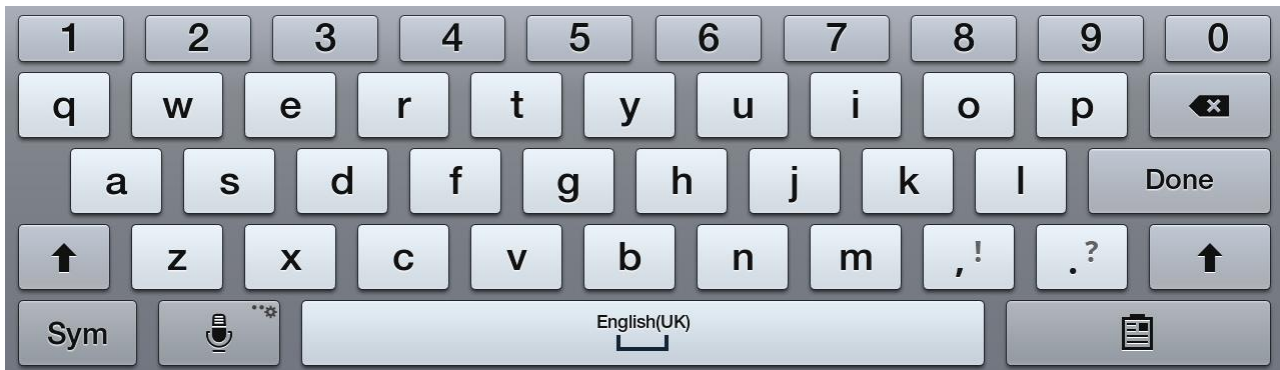 1 2 3 4 5 6 7 8 9 0
q w e r t y u i o p
a s d f g h j k l Done
z x c v b n m , ! . ?
Sym English(UK)